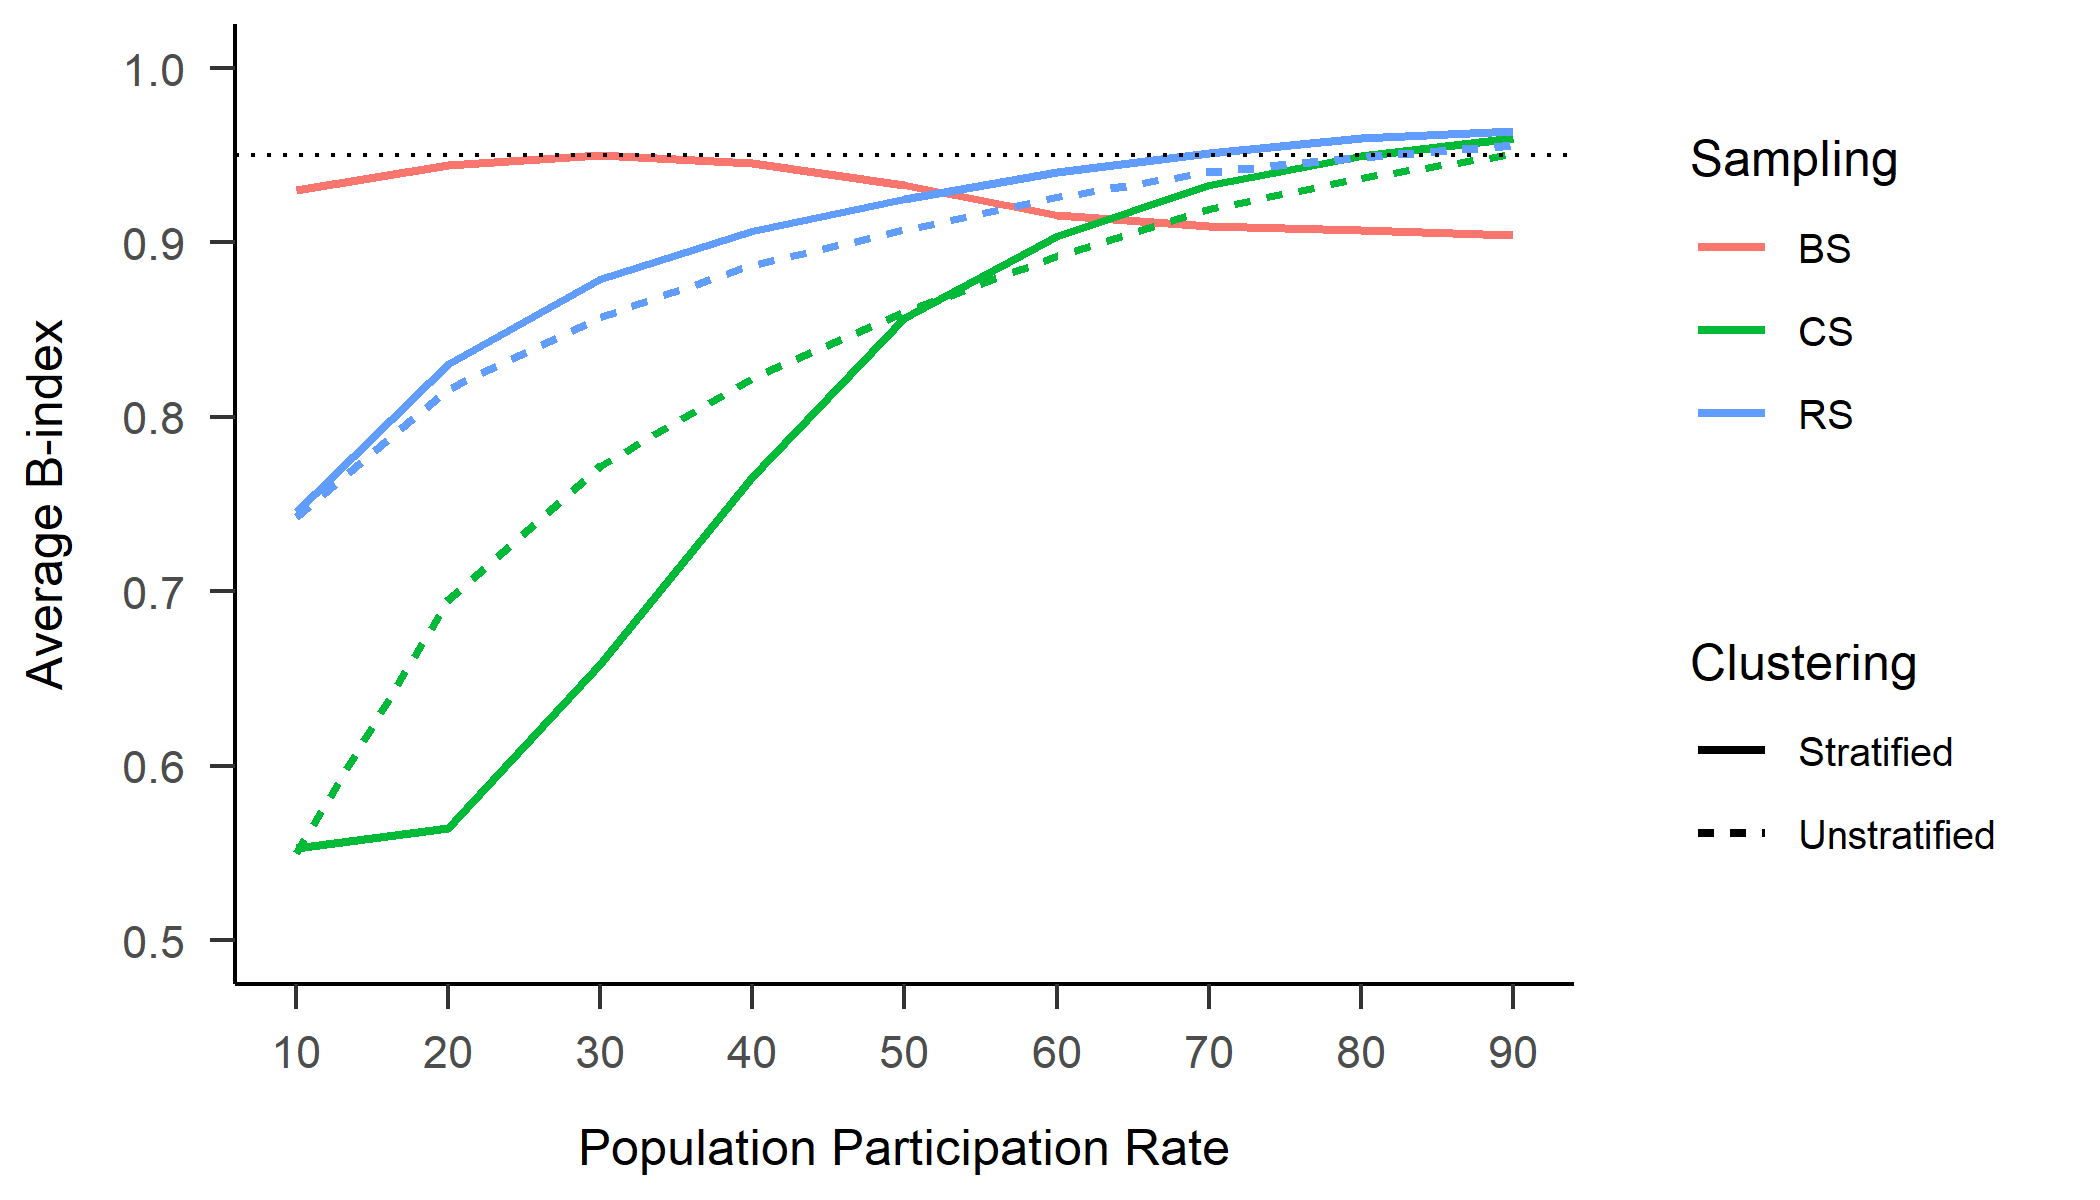 Average B-index
1.0
0.9
0.8
0.7
0.6
0.5
10 20 30 40 50 60 70 80 90
Population Participation Rate
Sampling
BS
CS
RS
Clustering
Stratified
Unstratified